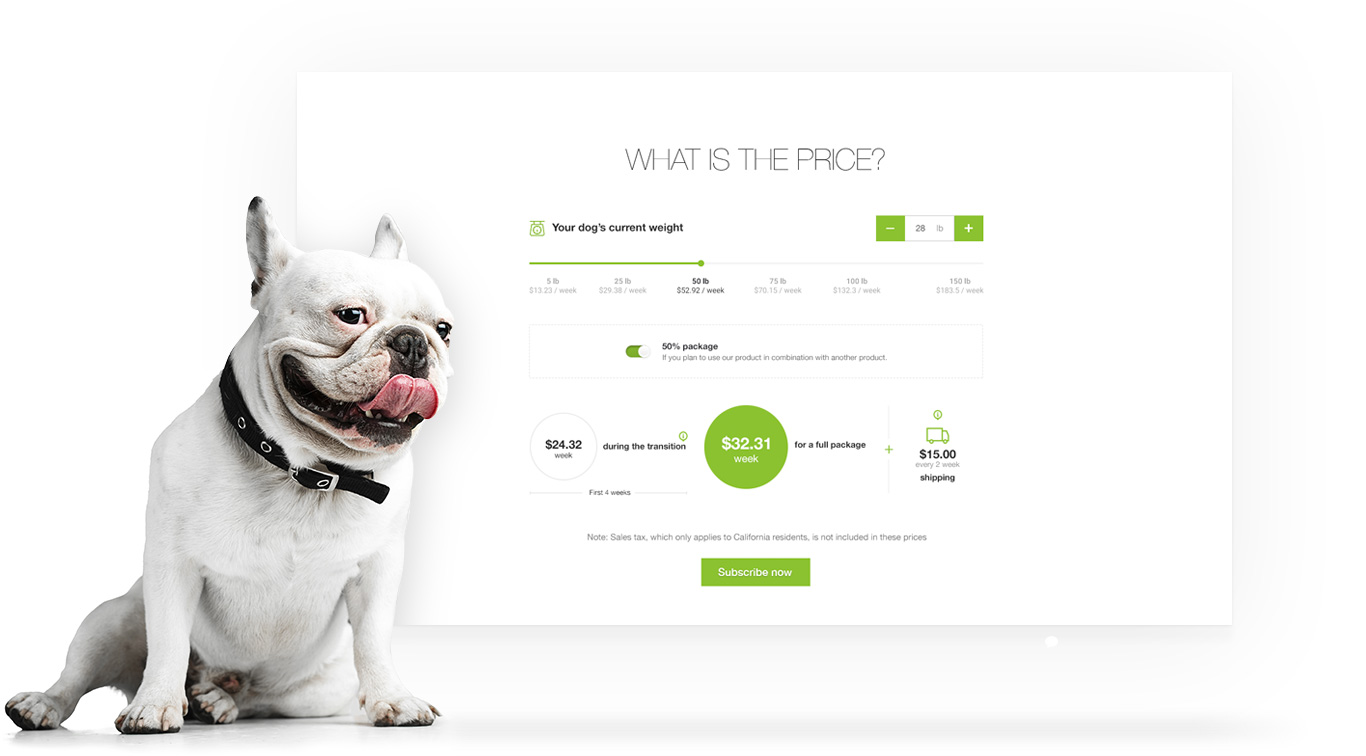 WHAT IS THE PRICE?
Your dog's current weight
− 28 lb +
5 lb 25 lb 50 lb 75 lb 100 lb 150 lb
$13.23 / week $29.38 / week $52.92 / week $70.15 / week $132.3 / week $183.5 / week
50% package
If you plan to use our product in combination with another product.
$24.32
week
during the transition
First 4 weeks
$32.31
week
for a full package
+
$15.00
every 2 week
shipping
Note: Sales tax, which only applies to California residents, is not included in these prices
Subscribe now